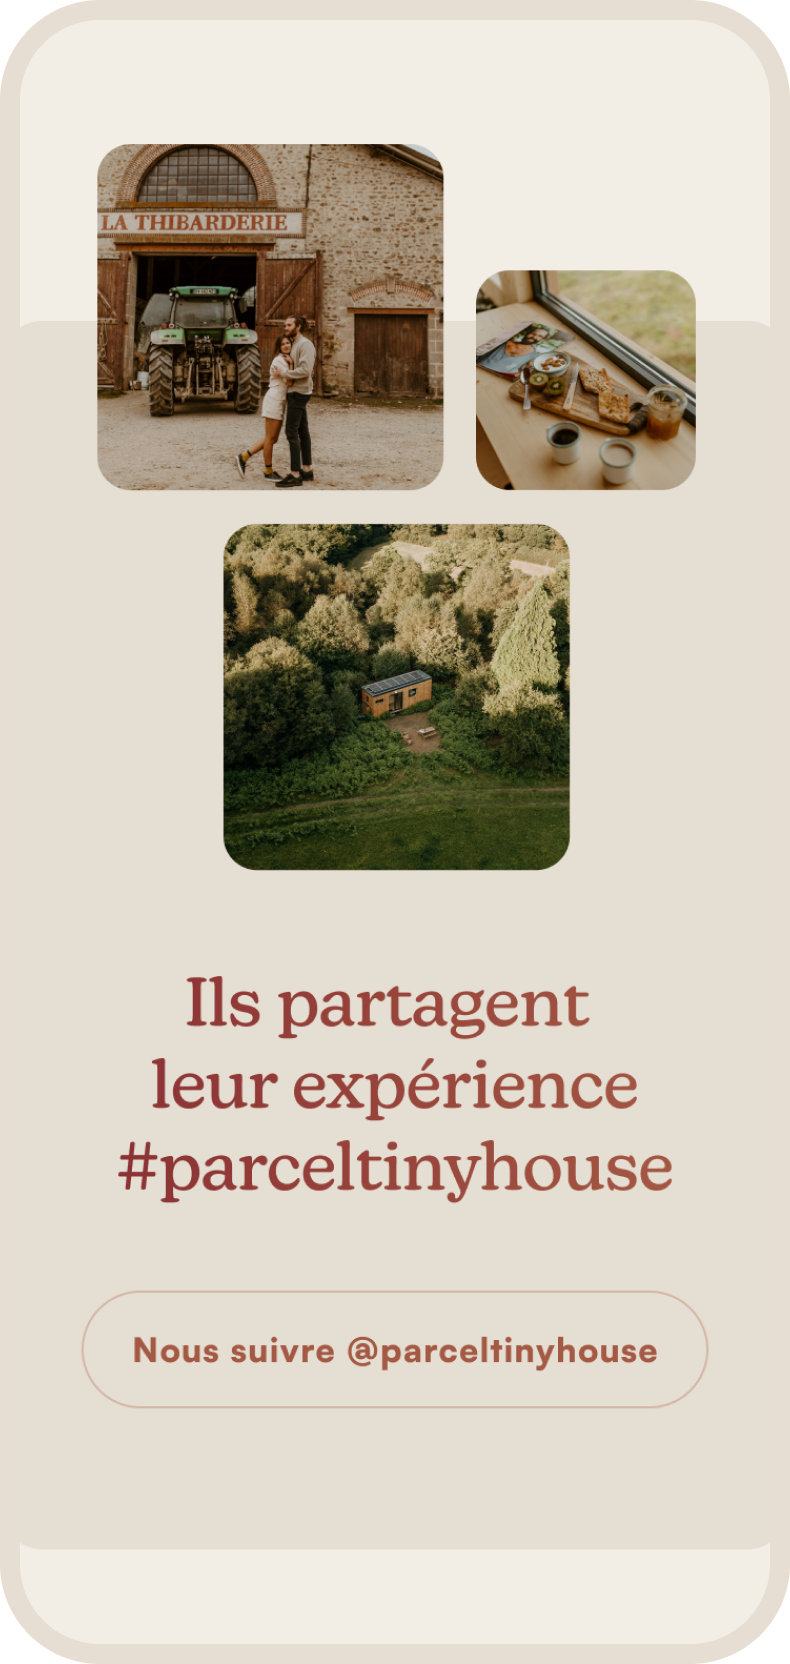 LA THIBARDERIE
Ils partagent
leur expérience
#parceltinyhouse
Nous suivre @parceltinyhouse